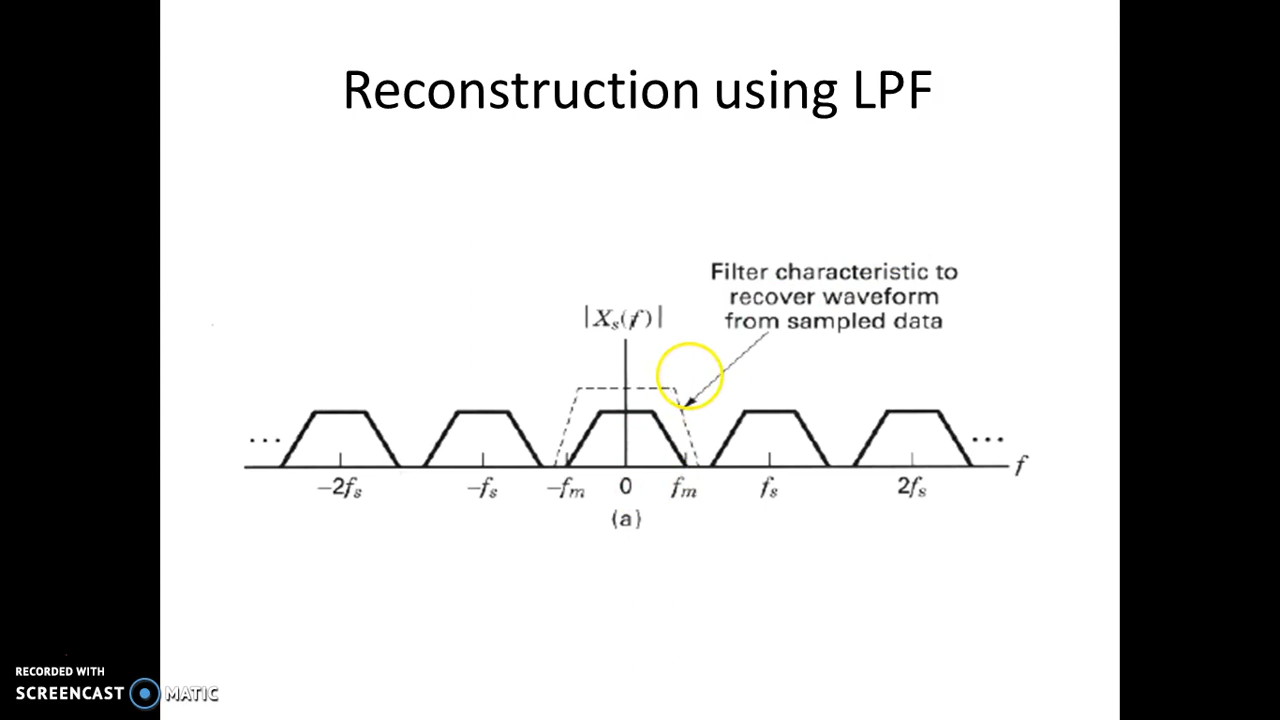 Reconstruction using LPF
Filter characteristic to
recover waveform
from sampled data
|Xₛ(f)|
... ...
−2fₛ −fₛ −fₘ 0 fₘ fₛ 2fₛ f
(a)
RECORDED WITH
SCREENCAST MATIC